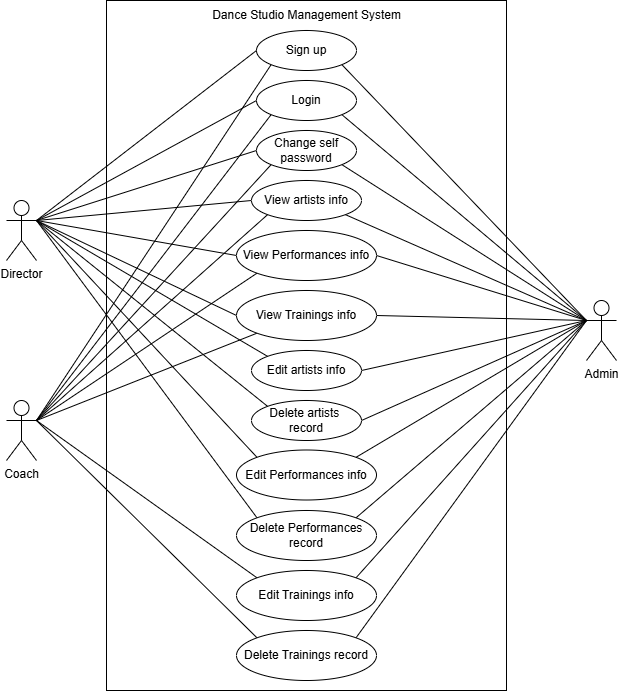 Dance Studio Management System
Sign up
Login
Change self
password
View artists info
View Performances info
Director
View Trainings info
Edit artists info
Admin
Delete artists
record
Coach
Edit Performances info
Delete Performances
record
Edit Trainings info
Delete Trainings record